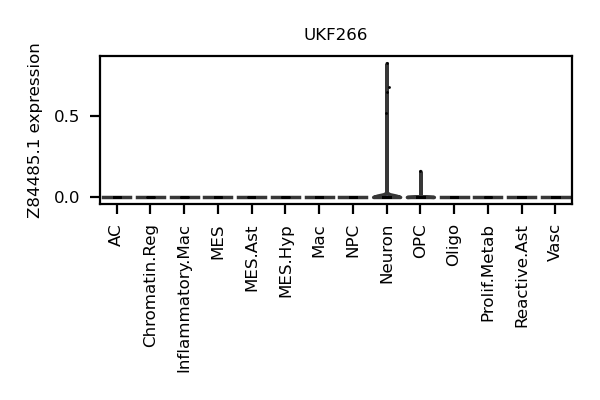 UKF266
Z84485.1 expression
0.5
0.0
AC
Chromatin.Reg
Inflammatory.Mac
MES
MES.Ast
MES.Hyp
Mac
NPC
Neuron
OPC
Oligo
Prolif.Metab
Reactive.Ast
Vasc